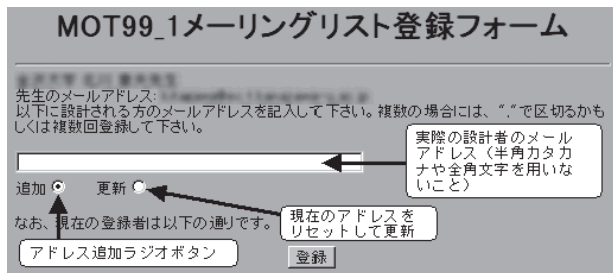 MOT99_1メーリングリスト登録フォーム
先生のメールアドレス:
以下に設計される方のメールアドレスを記入して下さい。複数の場合には、","で区切るかも
しくは複数回登録して下さい。
実際の設計者のメール
アドレス（半角カタカ
ナや全角文字を用いな
いこと）
追加 更新
現在のアドレスを
リセットして更新
なお、現在の登録者は以下の通りです。
アドレス追加ラジオボタン
登録